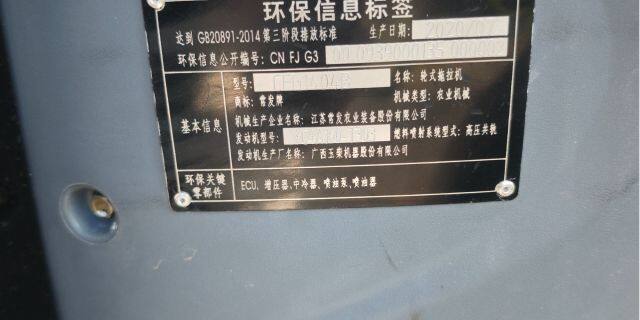 环保信息标签
达到 GB20891-2014 第三阶段排放标准 生产日期：
环保信息公开编号：CN FJ G3
型号： 名称：轮式拖拉机
商标：常发牌 机械类型：农业机械
基本信息 机械生产企业名称：江苏常发农业装备股份有限公司
发动机型号： 燃料喷射系统型式：高压共轨
发动机生产厂名称：广西玉柴机器股份有限公司
环保关键
零部件 ECU、增压器、中冷器、喷油泵、喷油器